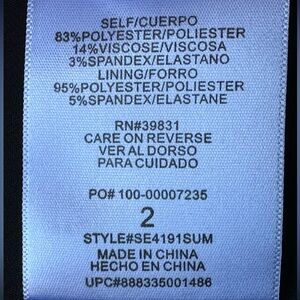 SELF/CUERPO
83%POLYESTER/POLIESTER
14%VISCOSE/VISCOSA
3%SPANDEX/ELASTANO
LINING/FORRO
95%POLYESTER/POLIESTER
5%SPANDEX/ELASTANE
RN#39831
CARE ON REVERSE
VER AL DORSO
PARA CUIDADO
PO# 100-00007235
2
STYLE#SE4191SUM
MADE IN CHINA
HECHO EN CHINA
UPC#888335001486